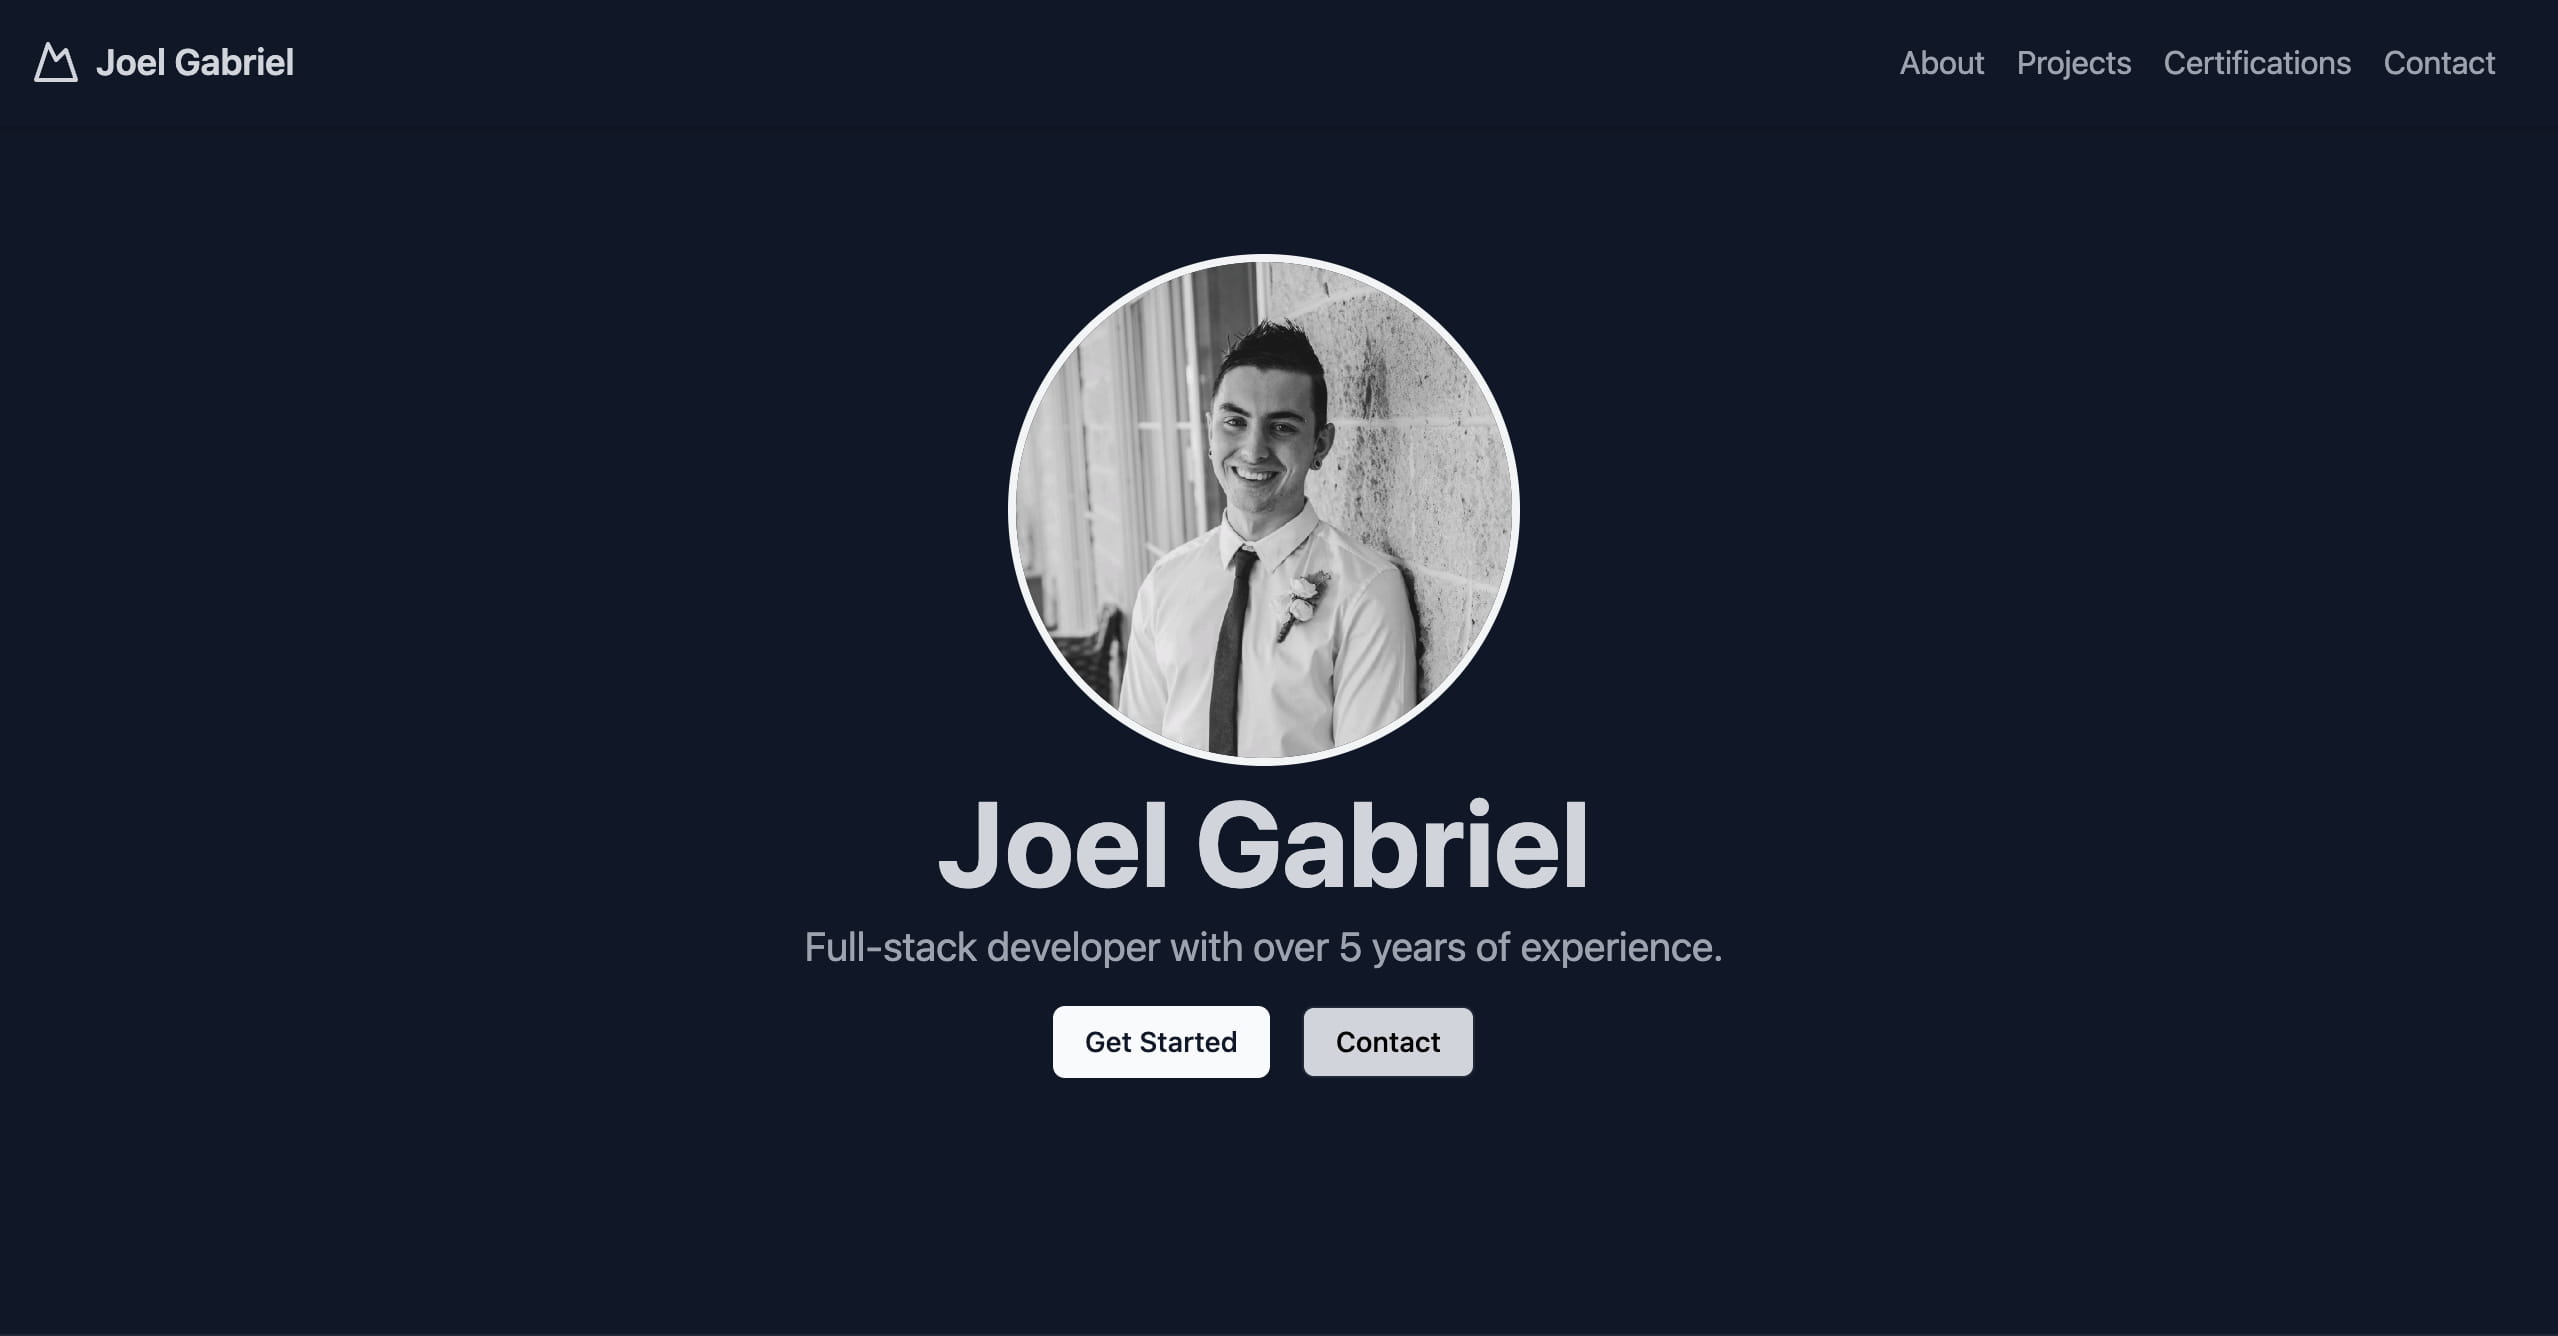 Joel Gabriel
About Projects Certifications Contact
Joel Gabriel
Full-stack developer with over 5 years of experience.
Get Started Contact